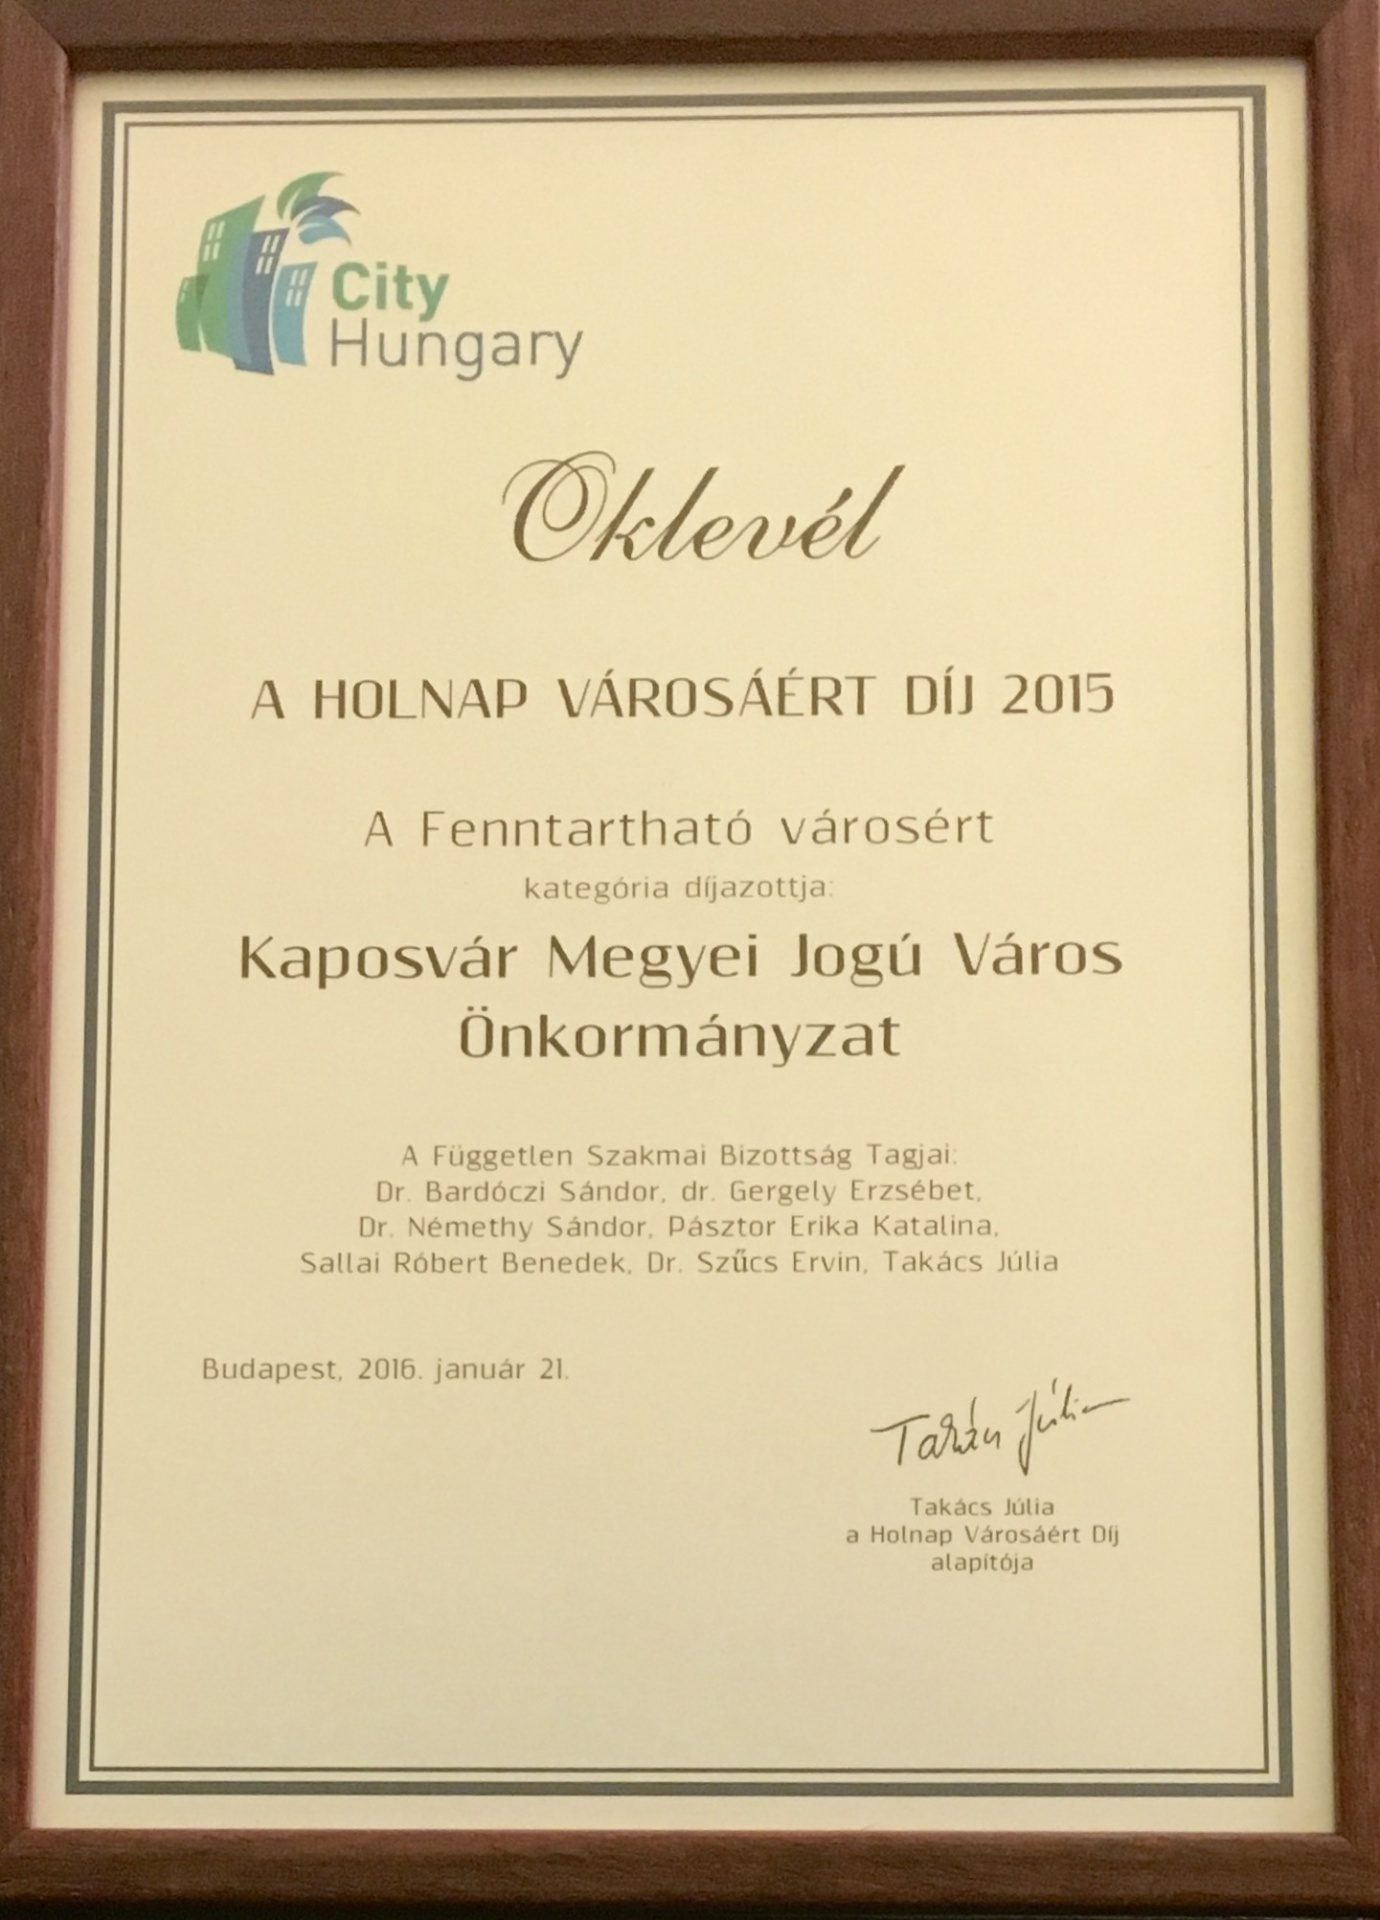 City
Hungary
Oklevél
A HOLNAP VÁROSÁÉRT DÍJ 2015
A Fenntartható városért
kategória díjazottja:
Kaposvár Megyei Jogú Város
Önkormányzat
A Független Szakmai Bizottság Tagjai:
Dr. Bardóczi Sándor, dr. Gergely Erzsébet,
Dr. Némethy Sándor, Pásztor Erika Katalina,
Sallai Róbert Benedek, Dr. Szűcs Ervin, Takács Júlia
Budapest, 2016. január 21.
Takács Júlia
Takács Júlia
a Holnap Városáért Díj
alapítója